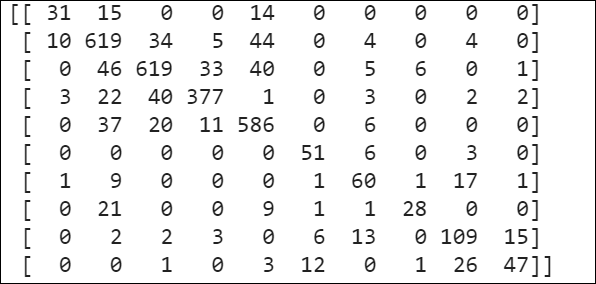 [[ 31 15 0 0 14 0 0 0 0 0]
[ 10 619 34 5 44 0 4 0 4 0]
[ 0 46 619 33 40 0 5 6 0 1]
[ 3 22 40 377 1 0 3 0 2 2]
[ 0 37 20 11 586 0 6 0 0 0]
[ 0 0 0 0 0 51 6 0 3 0]
[ 1 9 0 0 0 1 60 1 17 1]
[ 0 21 0 0 9 1 1 28 0 0]
[ 0 2 2 3 0 6 13 0 109 15]
[ 0 0 1 0 3 12 0 1 26 47]]